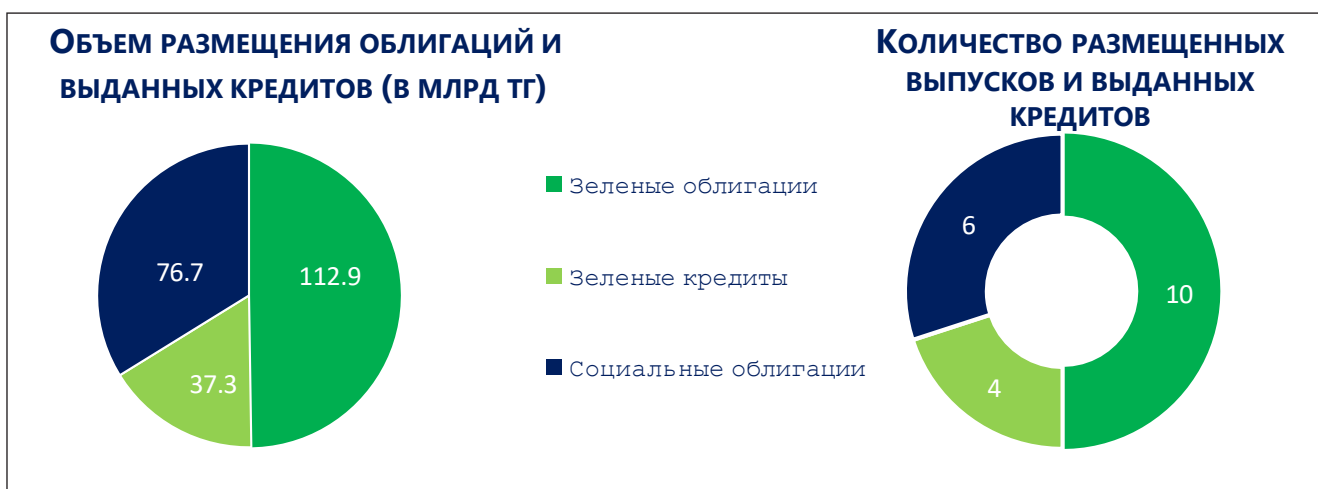 ОБЪЕМ РАЗМЕЩЕНИЯ ОБЛИГАЦИЙ И
ВЫДАННЫХ КРЕДИТОВ (В МЛРД ТГ)
76.7
112.9
37.3
Зеленые облигации
Зеленые кредиты
Социальные облигации
КОЛИЧЕСТВО РАЗМЕЩЕННЫХ
ВЫПУСКОВ И ВЫДАННЫХ
КРЕДИТОВ
6
10
4